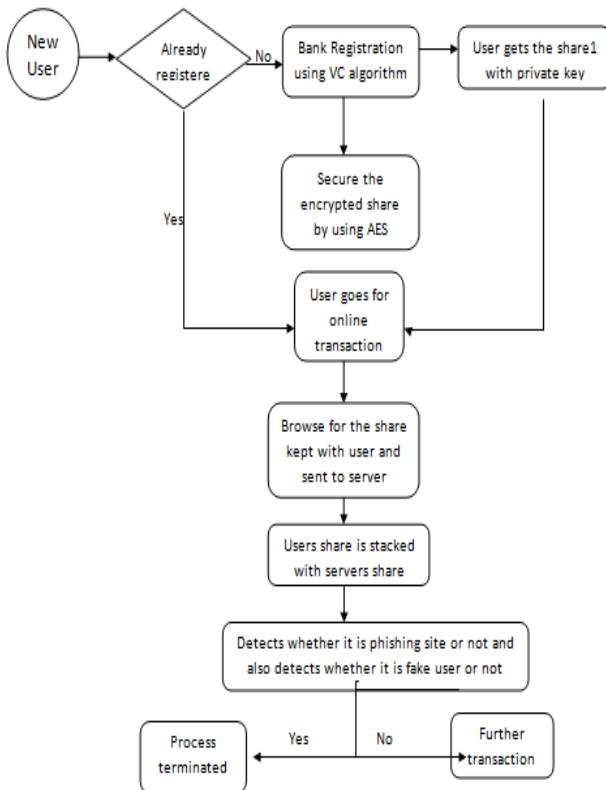 New
User
Already
registere
No
Bank Registration
using VC algorithm
User gets the share1
with private key
Secure the
encrypted share
by using AES
Yes
User goes for
online
transaction
Browse for the share
kept with user and
sent to server
Users share is stacked
with servers share
Detects whether it is phishing site or not and
also detects whether it is fake user or not
Yes
No
Process
terminated
Further
transaction